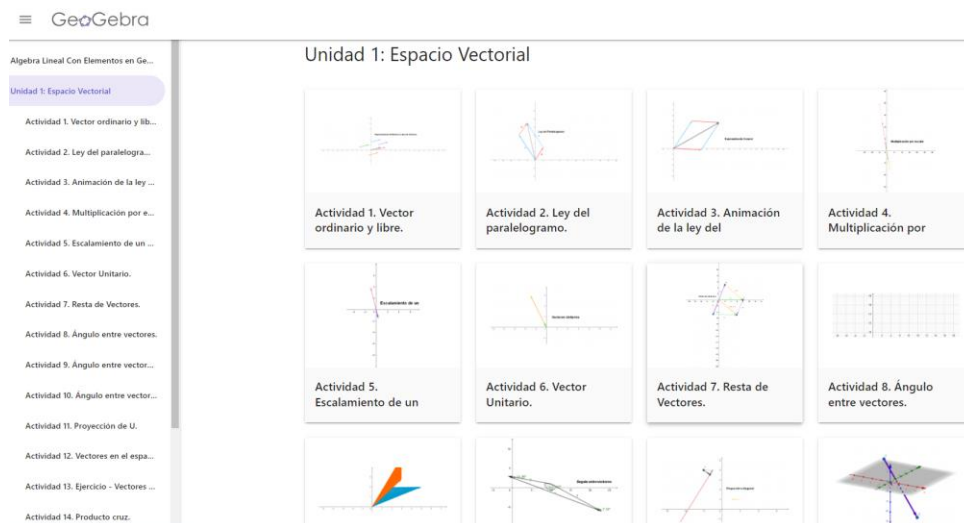 GeoGebra
Algebra Lineal Con Elementos en Ge...
Unidad 1: Espacio Vectorial
Actividad 1. Vector ordinario y lib...
Actividad 2. Ley del paralelogra...
Actividad 3. Animación de la ley ...
Actividad 4. Multiplicación por e...
Actividad 5. Escalamiento de un ...
Actividad 6. Vector Unitario.
Actividad 7. Resta de Vectores.
Actividad 8. Ángulo entre vectores.
Actividad 9. Ángulo entre vector...
Actividad 10. Ángulo entre vector...
Actividad 11. Proyección de U.
Actividad 12. Vectores en el espa...
Actividad 13. Ejercicio - Vectores ...
Actividad 14. Producto cruz.
Unidad 1: Espacio Vectorial
Actividad 1. Vector
ordinario y libre.
Actividad 2. Ley del
paralelogramo.
Actividad 3. Animación
de la ley del
Actividad 4.
Multiplicación por
Escalamiento de un
Actividad 5.
Escalamiento de un
Actividad 6. Vector
Unitario.
Actividad 7. Resta de
Vectores.
Actividad 8. Ángulo
entre vectores.